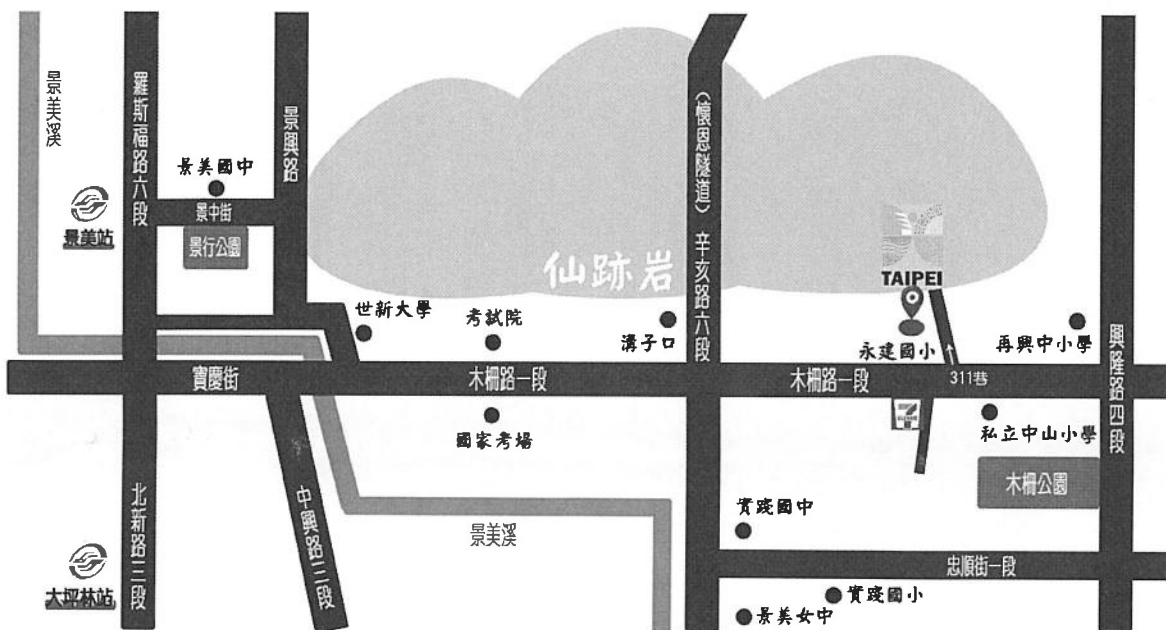 景美溪
羅斯福路六段
景興路
景美國中
景中街
景行公園
景美站
仙跡岩
(懷恩隧道) 辛亥路六段
TAIPEI
世新大學
考試院
溝子口
永建國小
再興中小學
興隆路四段
寶慶街
木柵路一段
木柵路一段
311巷
國家考場
私立中山小學
木柵公園
北新路三段
中興路三段
景美溪
實踐國中
忠順街一段
大坪林站
實踐國小
景美女中